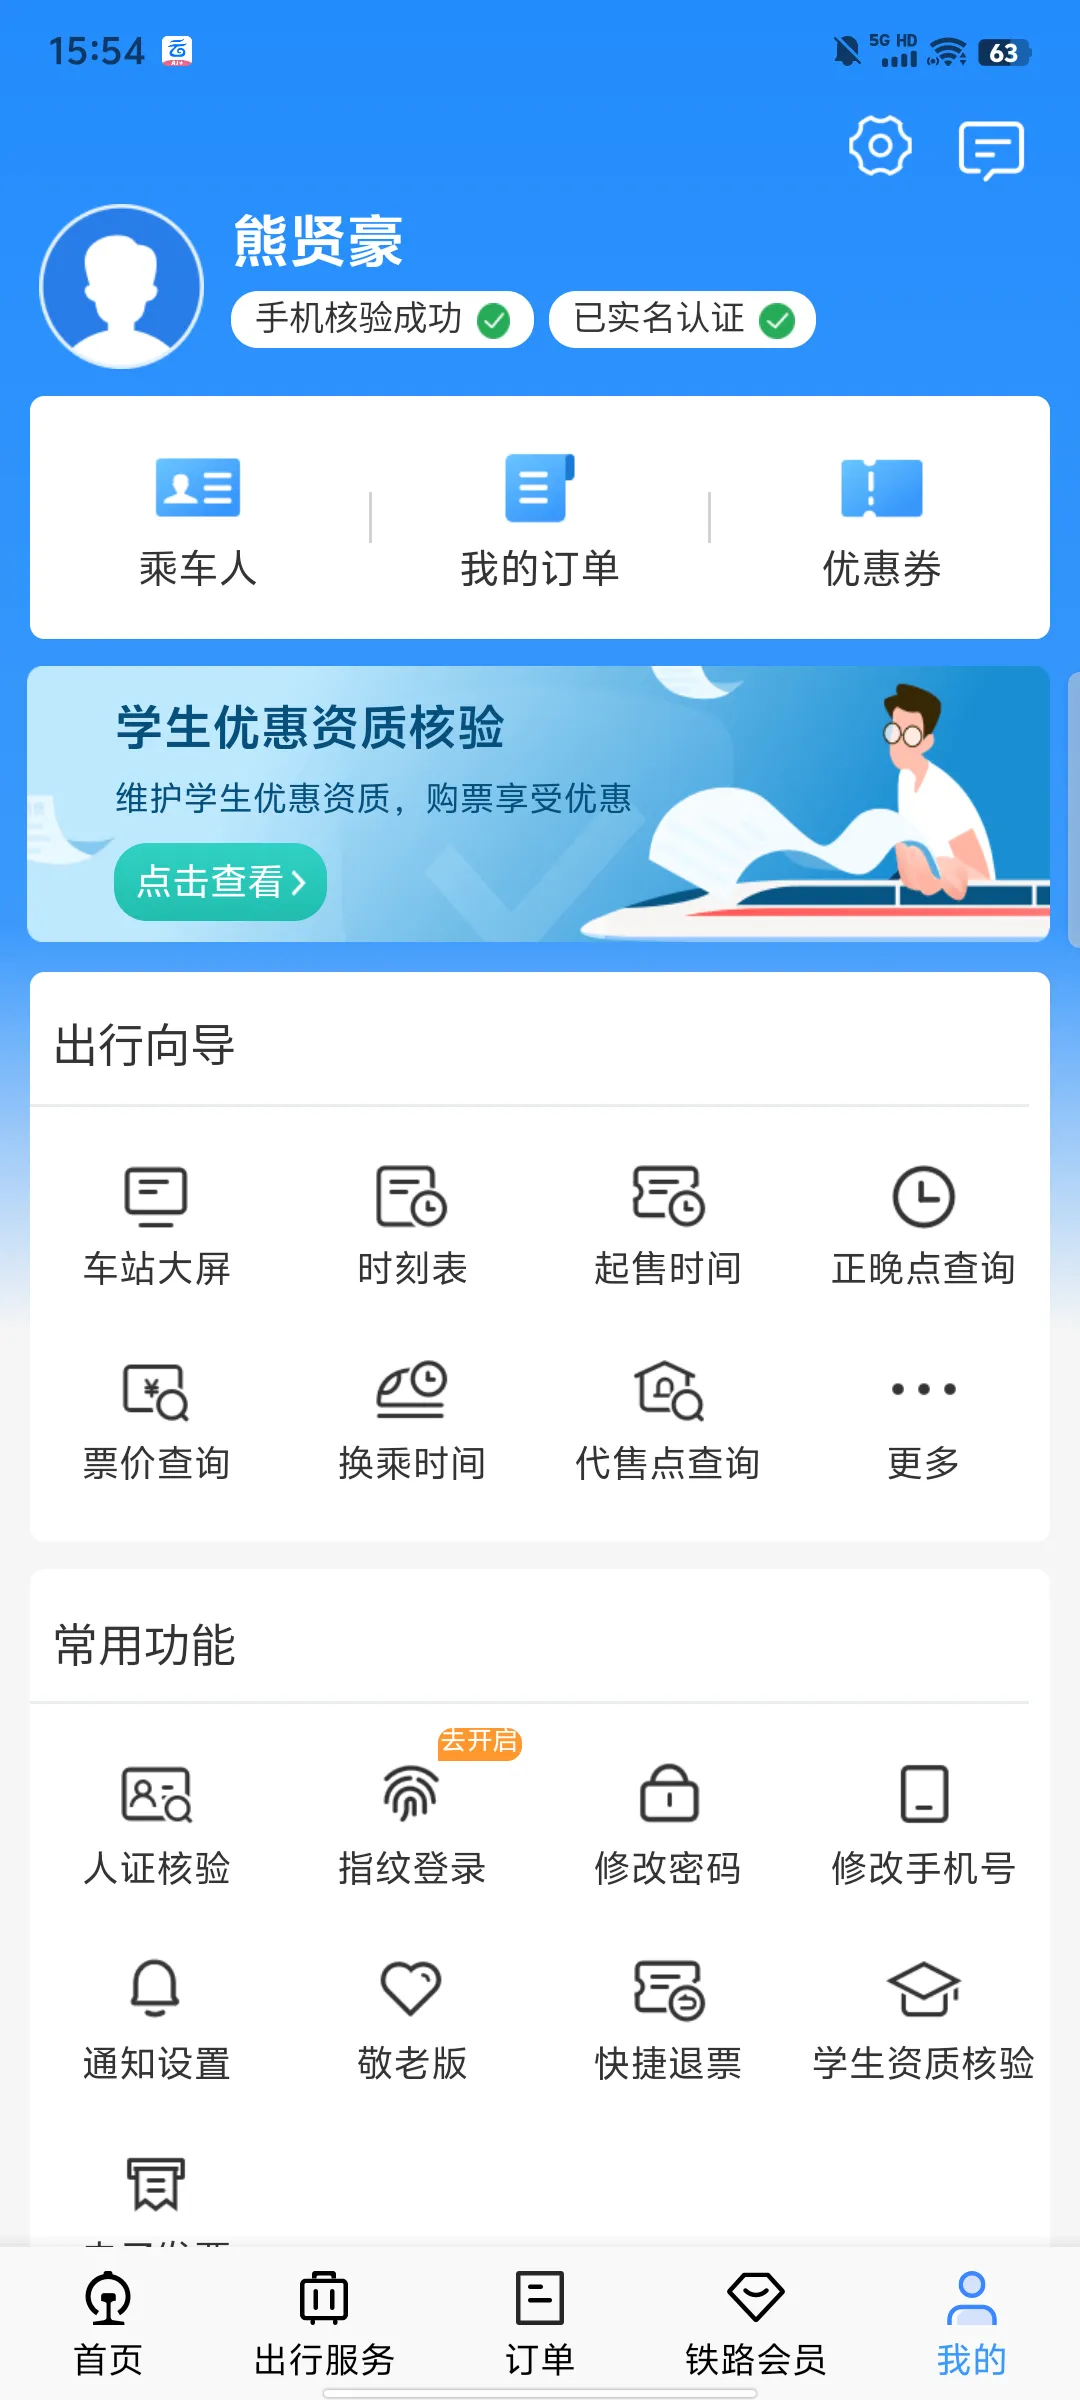 15:54
5G HD
63
熊贤豪
手机核验成功
已实名认证
乘车人
我的订单
优惠券
学生优惠资质核验
维护学生优惠资质，购票享受优惠
点击查看
出行向导
车站大屏
时刻表
起售时间
正晚点查询
票价查询
换乘时间
代售点查询
更多
常用功能
去开启
人证核验
指纹登录
修改密码
修改手机号
通知设置
敬老版
快捷退票
学生资质核验
首页
出行服务
订单
铁路会员
我的